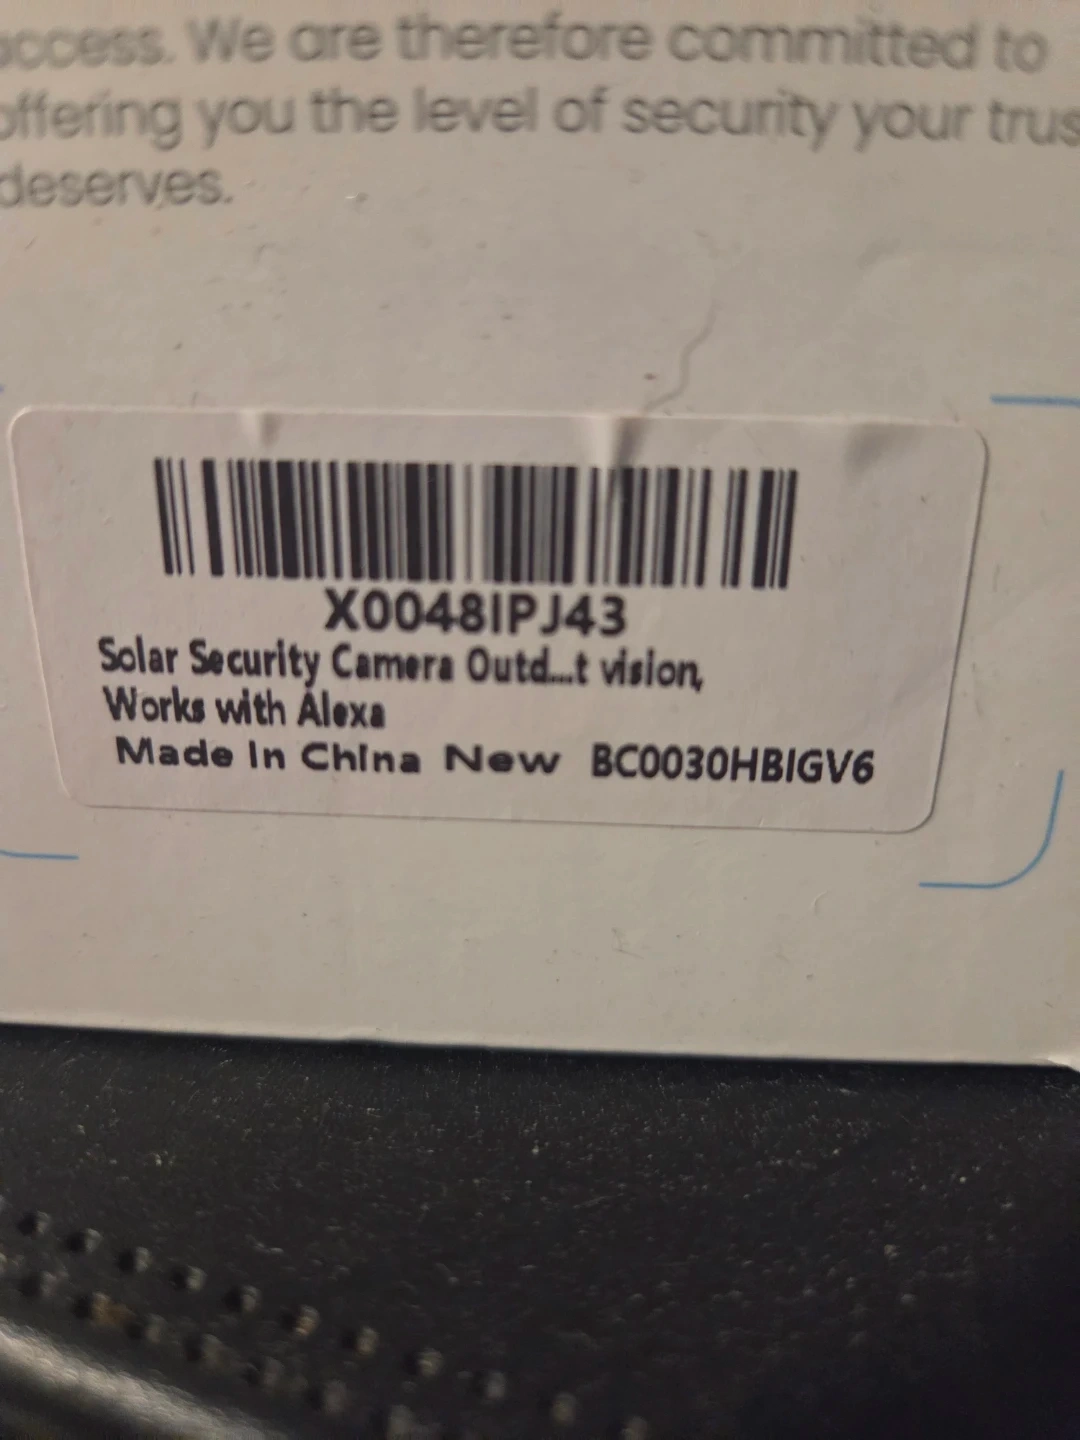 access. We are therefore committed to
offering you the level of security your trus
deserves.
X0048IPJ43
Solar Security Camera Outd...t vision,
Works with Alexa
Made In China New BC0030HBIGV6